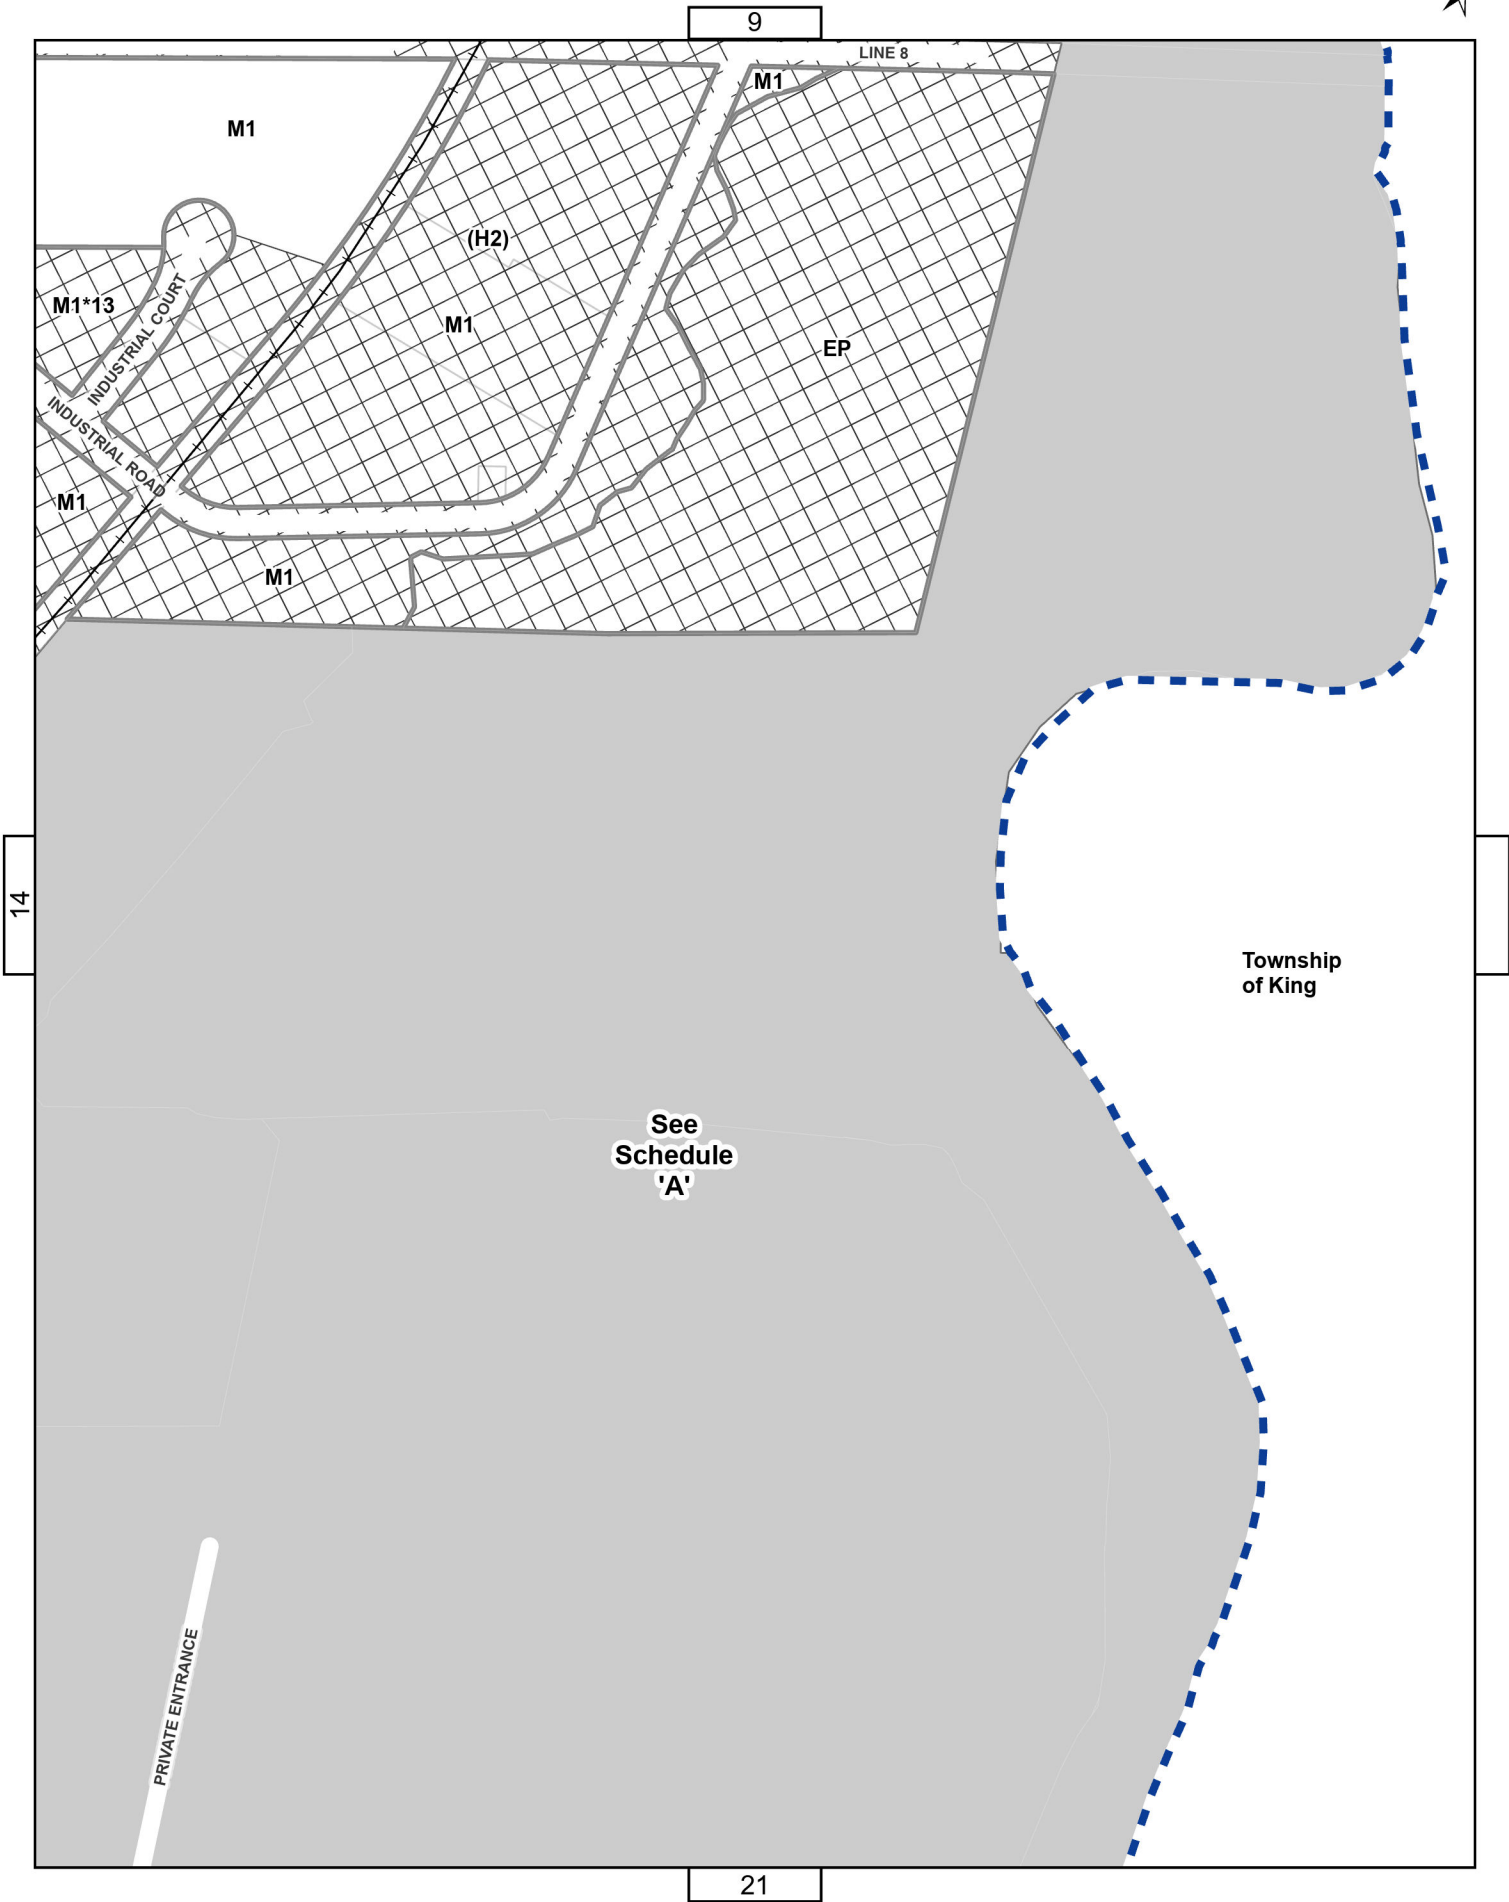 9
LINE 8
M1
M1
(H2)
M1*13
INDUSTRIAL COURT
M1
EP
INDUSTRIAL ROAD
M1
M1
14
Township
of King
See
Schedule
'A'
PRIVATE ENTRANCE
21